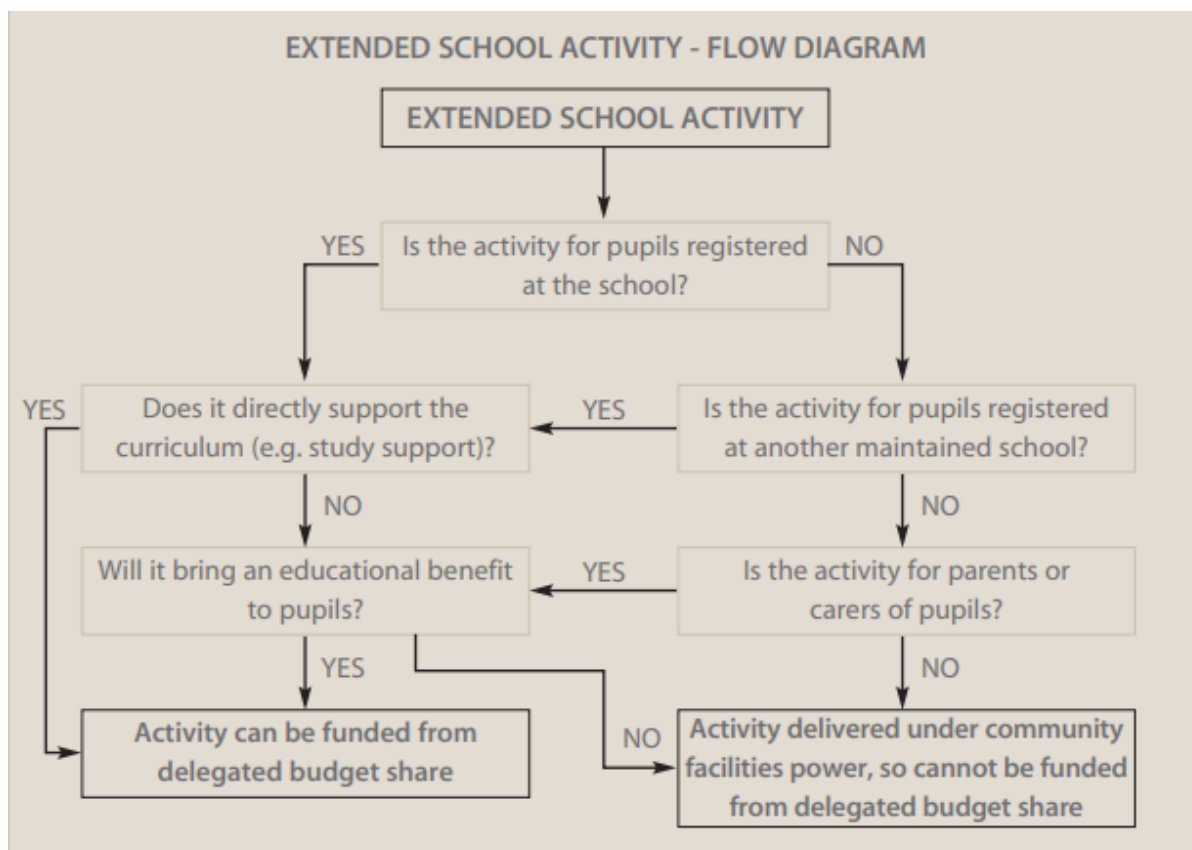 EXTENDED SCHOOL ACTIVITY - FLOW DIAGRAM
EXTENDED SCHOOL ACTIVITY
YES
Is the activity for pupils registered
at the school?
NO
YES
Does it directly support the
curriculum (e.g. study support)?
YES
Is the activity for pupils registered
at another maintained school?
NO
NO
Will it bring an educational benefit
to pupils?
YES
Is the activity for parents or
carers of pupils?
YES
NO
Activity can be funded from
delegated budget share
NO
Activity delivered under community
facilities power, so cannot be funded
from delegated budget share